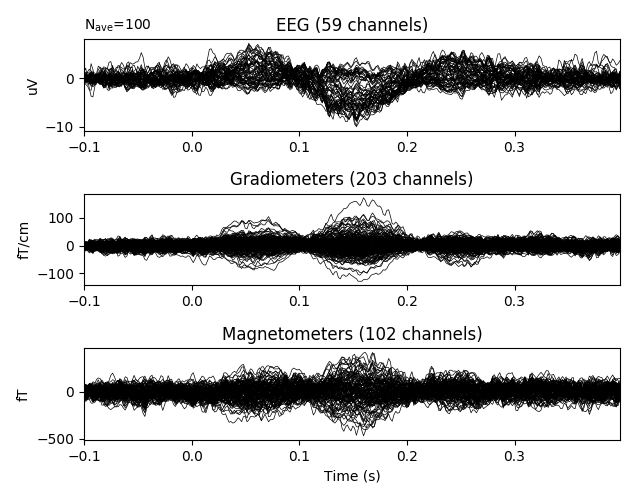 N_ave=100
EEG (59 channels)
uV
0
−10
−0.1 0.0 0.1 0.2 0.3
Gradiometers (203 channels)
fT/cm
100
0
−100
−0.1 0.0 0.1 0.2 0.3
Magnetometers (102 channels)
fT
0
−500
−0.1 0.0 0.1 0.2 0.3
Time (s)